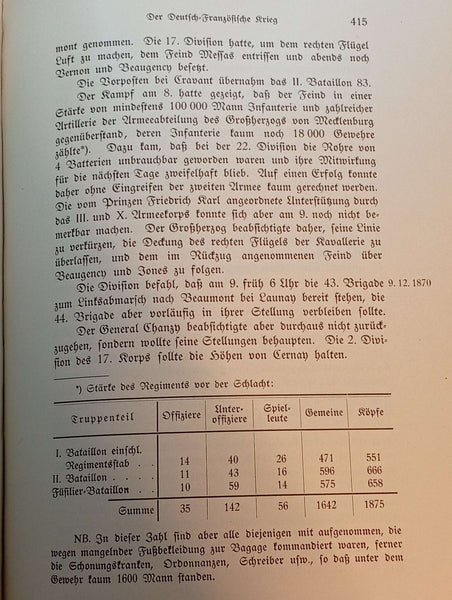 Der Deutsch-Französische Krieg 415
mont genommen. Die 17. Division hatte, um dem rechten Flügel
Luft zu machen, dem Feind Messas entrissen und abends noch
Vernon und Beaugency besetzt.
Die Vorposten bei Cravant übernahm das II. Bataillon 83.
Der Kampf am 8. hatte gezeigt, daß der Feind in einer
Stärke von mindestens 100 000 Mann Infanterie und zahlreicher
Artillerie der Armeeabteilung des Großherzogs von Mecklenburg
gegenüberstand, deren Infanterie kaum noch 18 000 Gewehre
zählte*). Dazu kam, daß bei der 22. Division die Rohre von
4 Batterien unbrauchbar geworden waren und ihre Mitwirkung
für die nächsten Tage zweifelhaft blieb. Auf einen Erfolg konnte
daher ohne Eingreifen der zweiten Armee kaum gerechnet werden.
Die vom Prinzen Friedrich Karl angeordnete Unterstützung durch
das III. und X. Armeekorps konnte sich aber am 9. noch nicht be-
merkbar machen. Der Großherzog beabsichtigte daher, seine Linie
zu verkürzen, die Deckung des rechten Flügels der Kavallerie zu
überlassen, und dem im Rückzug angenommenen Feind über
Beaugency und Jones zu folgen.
Die Division befahl, daß am 9. früh 6 Uhr die 43. Brigade 9. 12. 1870
zum Linksabmarsch nach Beaumont bei Launay bereit stehen, die
44. Brigade aber vorläufig in ihrer Stellung verbleiben sollte.
Der General Chanzy beabsichtigte aber durchaus nicht zurück-
zugehen, sondern wollte seine Stellungen behaupten. Die 2. Divi-
sion des 17. Korps sollte die Höhen von Cernay halten.
*) Stärke des Regiments vor der Schlacht:
Truppenteil Offiziere Unter-offiziere Spiel-leute Gemeine Köpfe
I. Bataillon einschl.
Regimentsstab . . 14 40 26 471 551
II. Bataillon . . . . 11 43 16 596 666
Füsilier-Bataillon . . 10 59 14 575 658
Summe 35 142 56 1642 1875
NB. In dieser Zahl sind aber alle diejenigen mit aufgenommen, die
wegen mangelnder Fußbekleidung zur Bagage kommandiert waren, ferner
die Schonungskranken, Ordonnanzen, Schreiber usw., so daß unter dem
Gewehr kaum 1600 Mann standen.